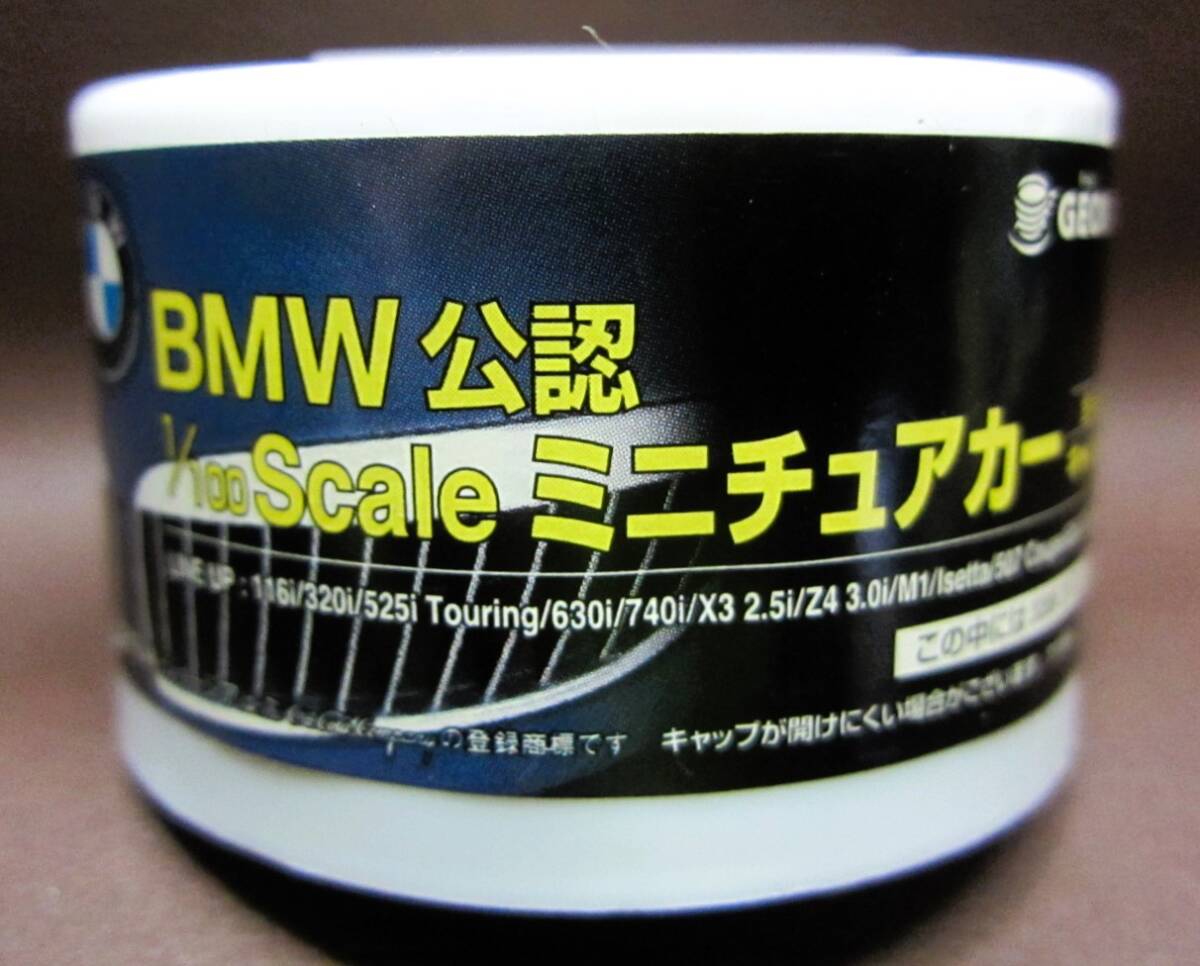 BMW 公認
1/100 Scale ミニチュアカー
LINE UP : 116i/320i/525i Touring/630i/740i/X3 2.5i/Z4 3.0i/M1/Isetta/507
この中には
の登録商標です キャップが開けにくい場合がございます。